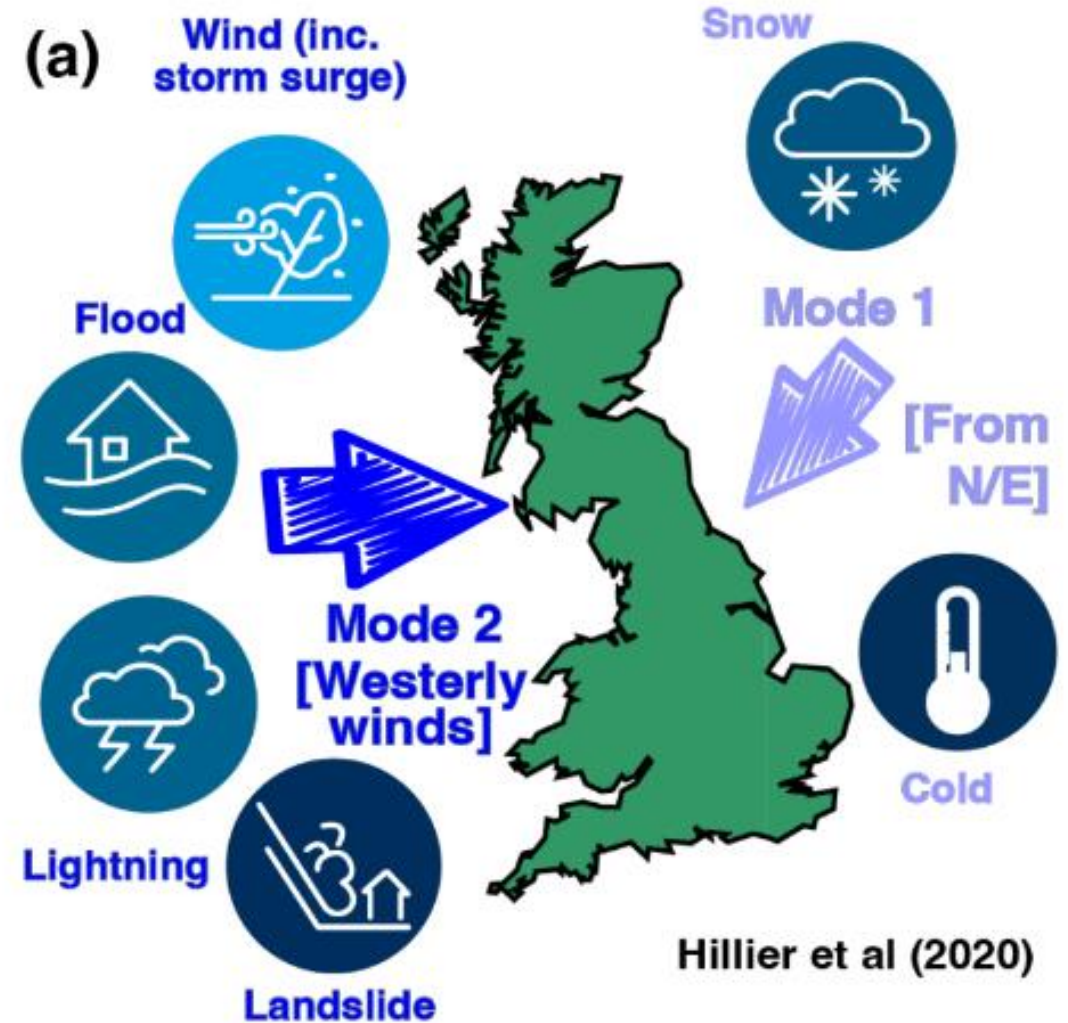 (a)
Wind (inc.
storm surge)
Snow
Flood
Mode 1
[From
N/E]
Mode 2
[Westerly
winds]
Cold
Lightning
Landslide
Hillier et al (2020)